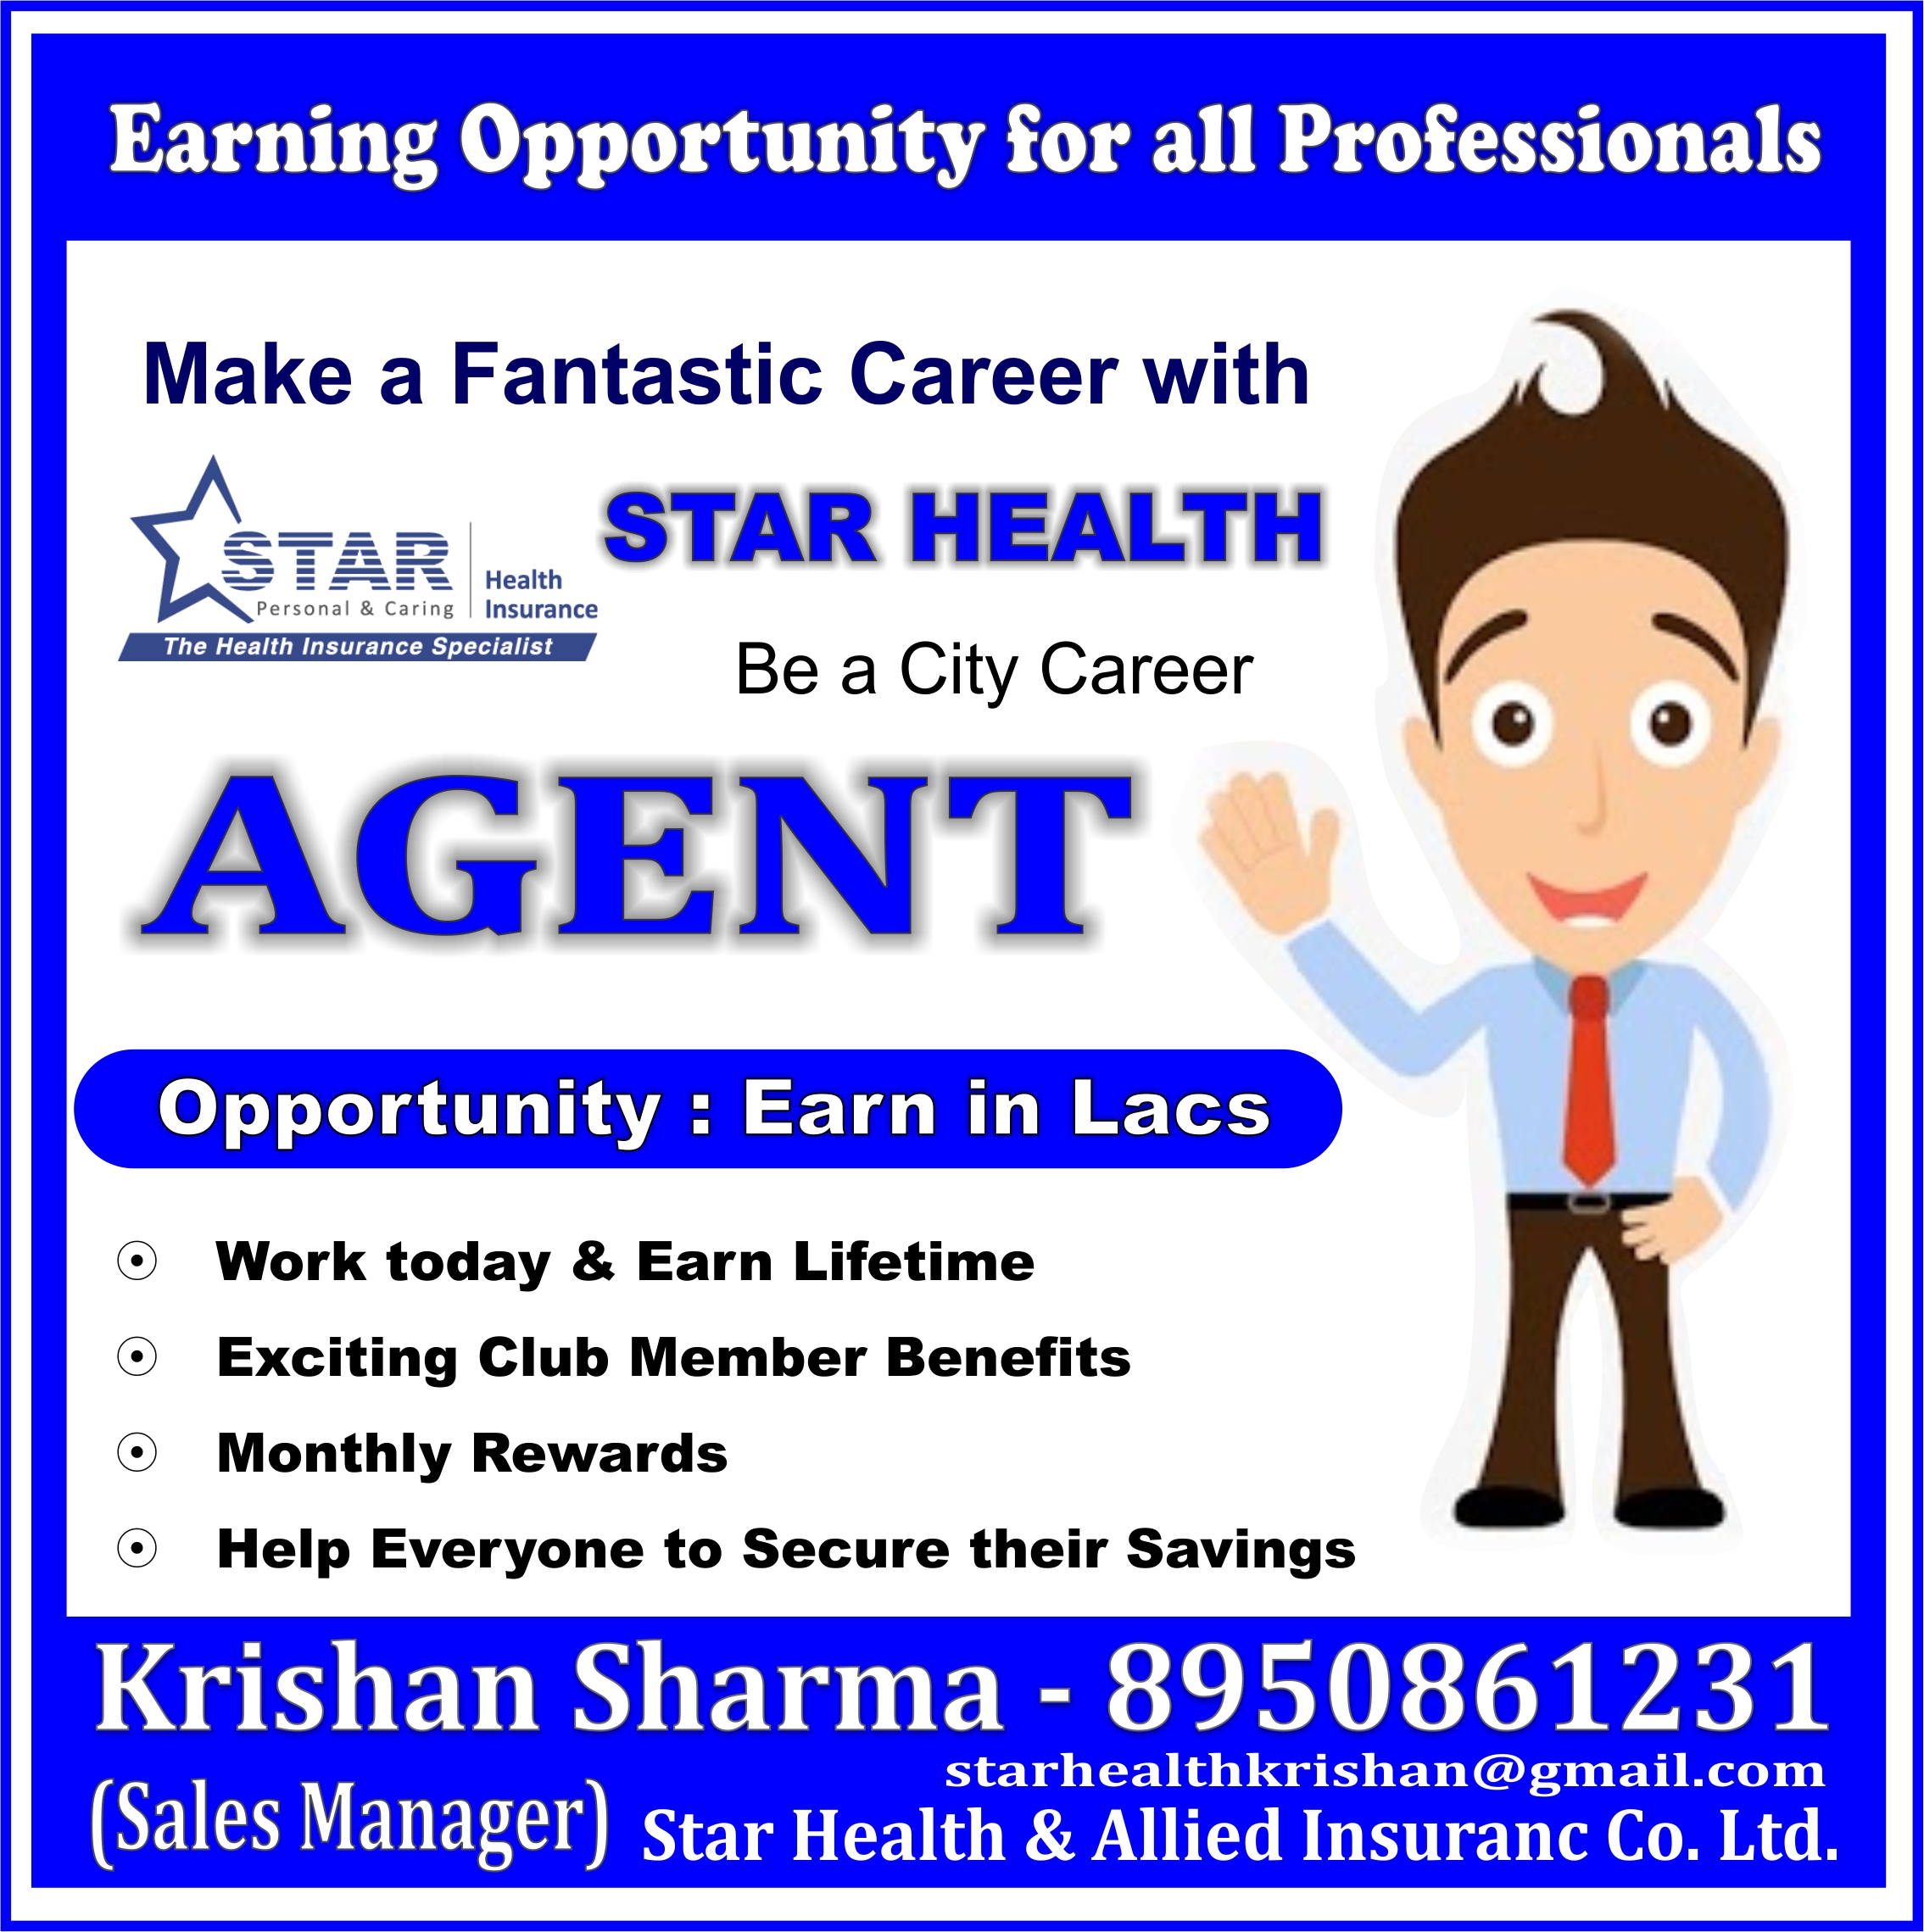 Earning Opportunity for all Professionals
Make a Fantastic Career with
STAR
Personal & Caring
Health
Insurance
The Health Insurance Specialist
STAR HEALTH
Be a City Career
AGENT
Opportunity : Earn in Lacs
Work today & Earn Lifetime
Exciting Club Member Benefits
Monthly Rewards
Help Everyone to Secure their Savings
Krishan Sharma - 8950861231
starhealthkrishan@gmail.com
(Sales Manager)
Star Health & Allied Insuranc Co. Ltd.